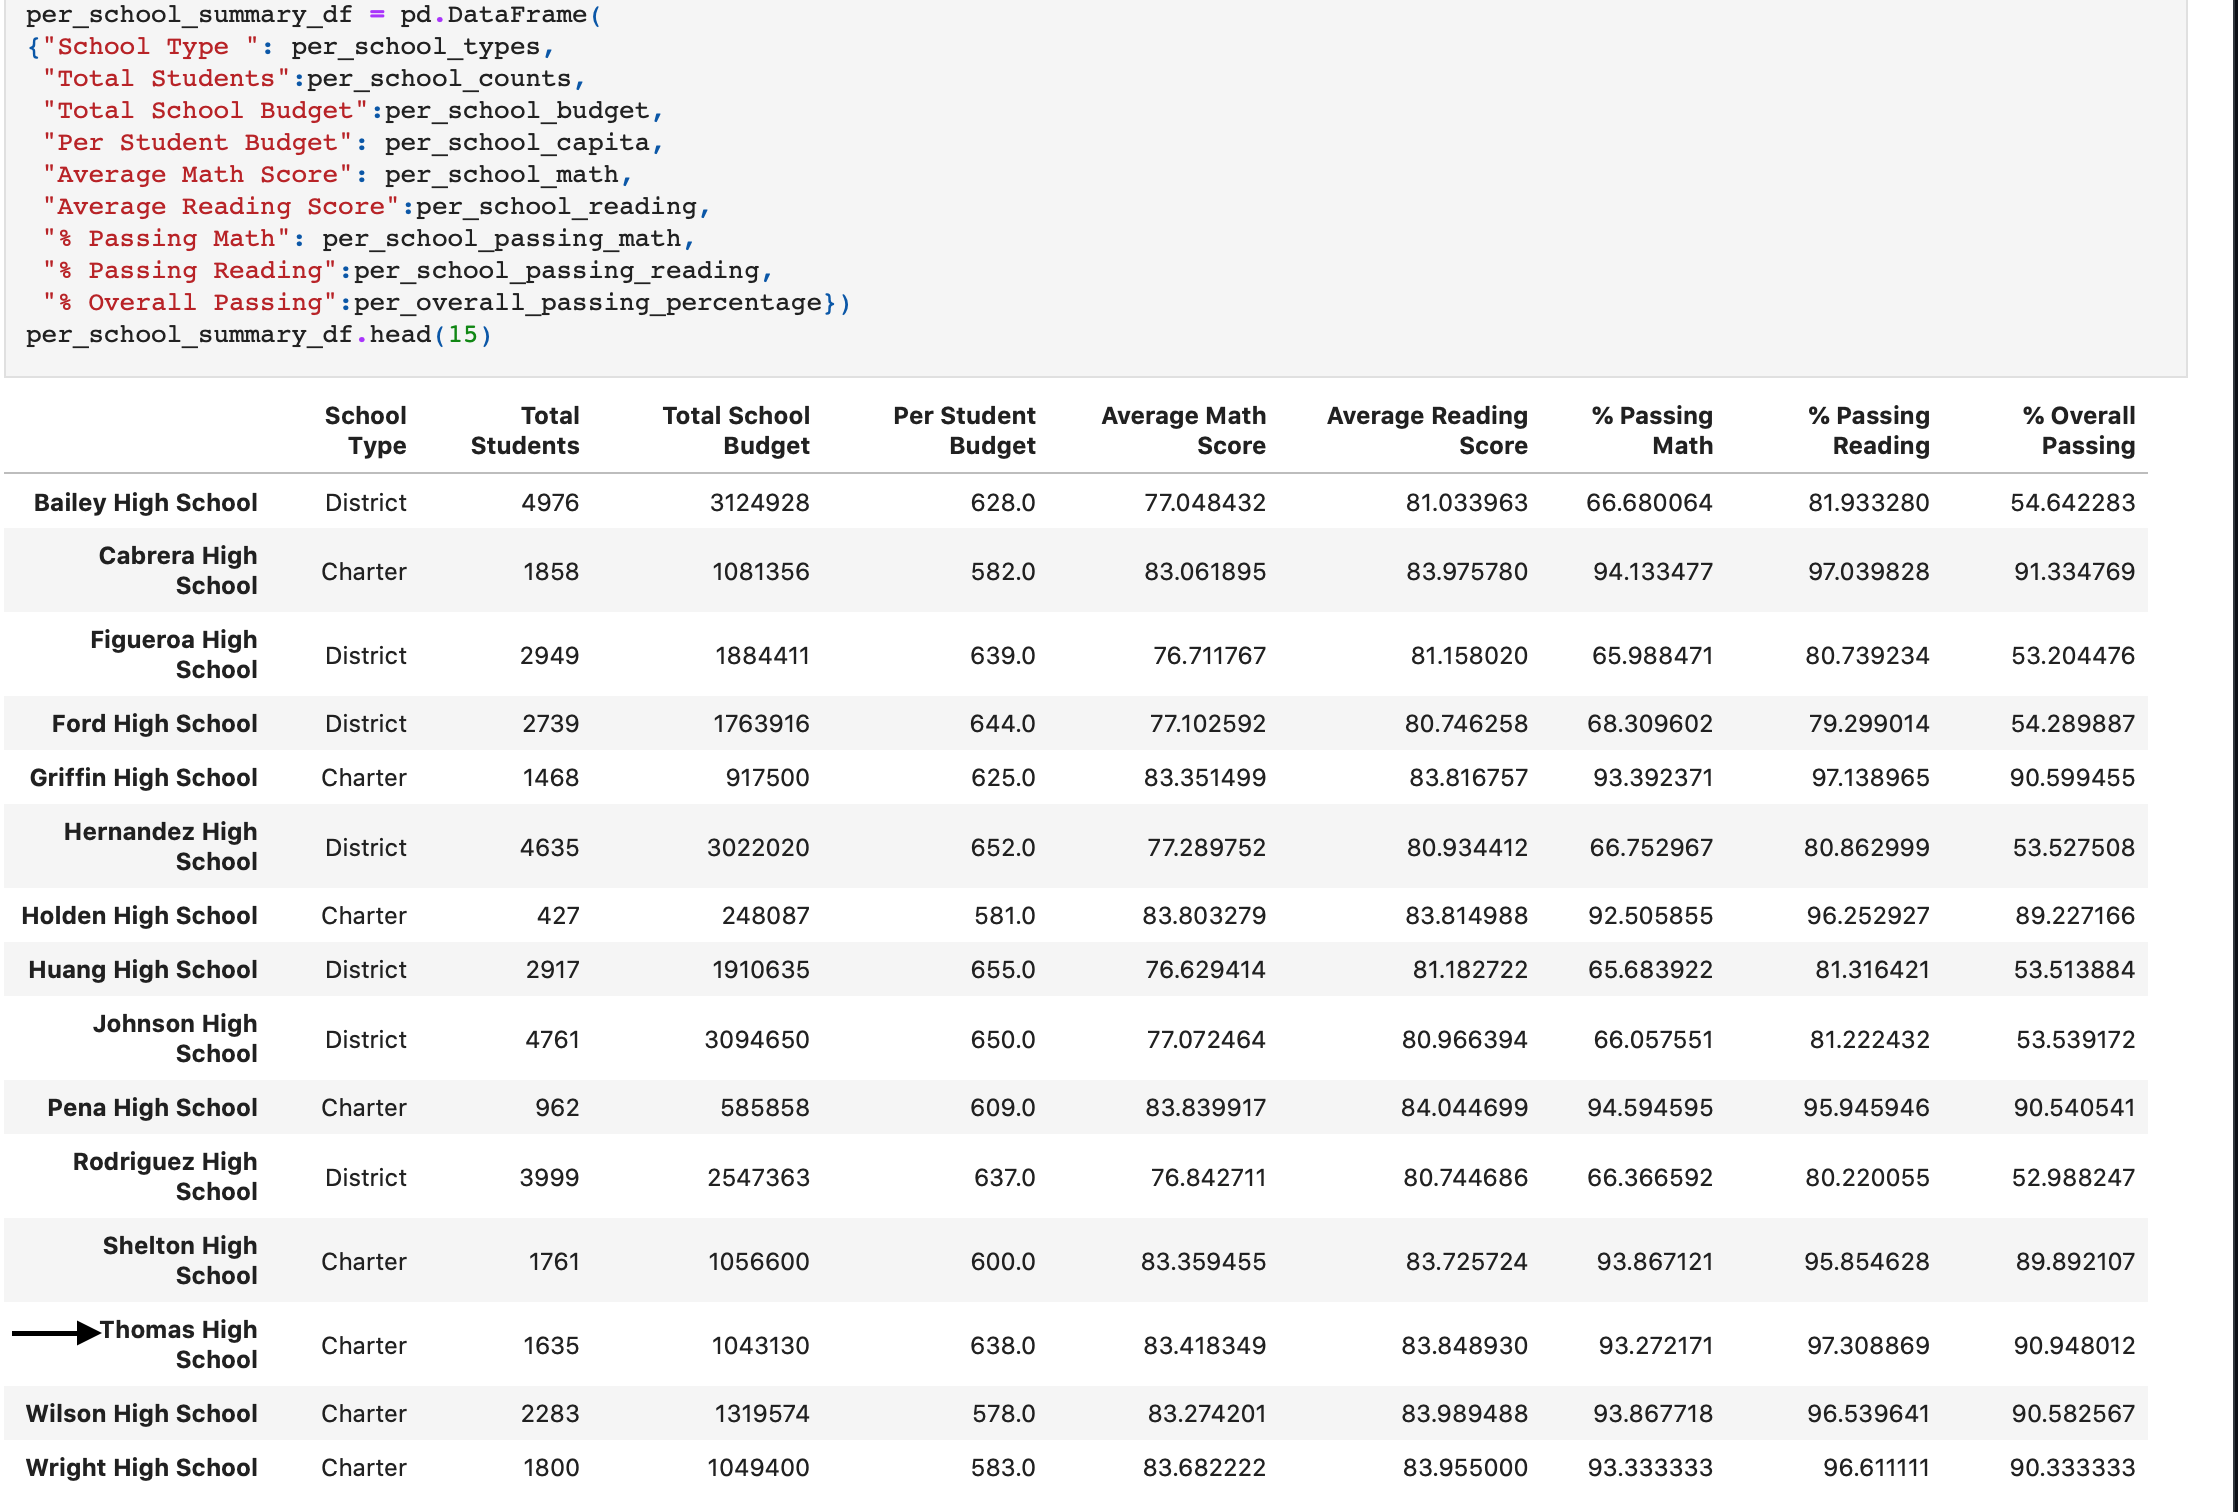 per_school_summary_df = pd.DataFrame(
{"School Type ": per_school_types,
"Total Students":per_school_counts,
"Total School Budget":per_school_budget,
"Per Student Budget": per_school_capita,
"Average Math Score": per_school_math,
"Average Reading Score":per_school_reading,
"% Passing Math": per_school_passing_math,
"% Passing Reading":per_school_passing_reading,
"% Overall Passing":per_overall_passing_percentage})
per_school_summary_df.head(15)
School Type Total Students Total School Budget Per Student Budget Average Math Score Average Reading Score % Passing Math % Passing Reading % Overall Passing
Bailey High School District 4976 3124928 628.0 77.048432 81.033963 66.680064 81.933280 54.642283
Cabrera High School Charter 1858 1081356 582.0 83.061895 83.975780 94.133477 97.039828 91.334769
Figueroa High School District 2949 1884411 639.0 76.711767 81.158020 65.988471 80.739234 53.204476
Ford High School District 2739 1763916 644.0 77.102592 80.746258 68.309602 79.299014 54.289887
Griffin High School Charter 1468 917500 625.0 83.351499 83.816757 93.392371 97.138965 90.599455
Hernandez High School District 4635 3022020 652.0 77.289752 80.934412 66.752967 80.862999 53.527508
Holden High School Charter 427 248087 581.0 83.803279 83.814988 92.505855 96.252927 89.227166
Huang High School District 2917 1910635 655.0 76.629414 81.182722 65.683922 81.316421 53.513884
Johnson High School District 4761 3094650 650.0 77.072464 80.966394 66.057551 81.222432 53.539172
Pena High School Charter 962 585858 609.0 83.839917 84.044699 94.594595 95.945946 90.540541
Rodriguez High School District 3999 2547363 637.0 76.842711 80.744686 66.366592 80.220055 52.988247
Shelton High School Charter 1761 1056600 600.0 83.359455 83.725724 93.867121 95.854628 89.892107
Thomas High School Charter 1635 1043130 638.0 83.418349 83.848930 93.272171 97.308869 90.948012
Wilson High School Charter 2283 1319574 578.0 83.274201 83.989488 93.867718 96.539641 90.582567
Wright High School Charter 1800 1049400 583.0 83.682222 83.955000 93.333333 96.611111 90.333333